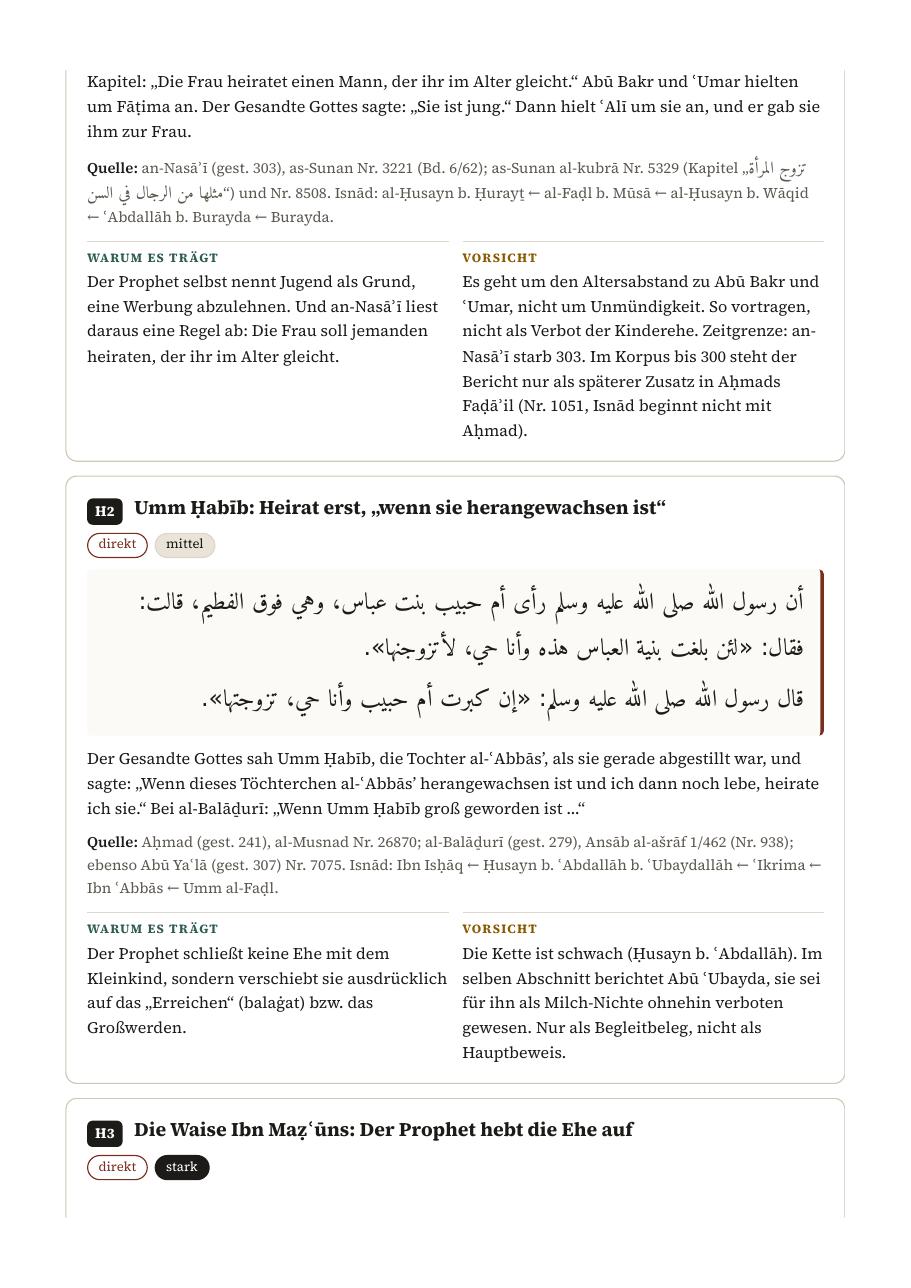 Kapitel: „Die Frau heiratet einen Mann, der ihr im Alter gleicht.“ Abū Bakr und ʿUmar hielten
um Fāṭima an. Der Gesandte Gottes sagte: „Sie ist jung.“ Dann hielt ʿAlī um sie an, und er gab sie
ihm zur Frau.
Quelle: an-Nasāʾī (gest. 303), as-Sunan Nr. 3221 (Bd. 6/62); as-Sunan al-kubrā Nr. 5329 (Kapitel „تزوج المرأة
مثلها من الرجال في السن“) und Nr. 8508. Isnād: al-Ḥusayn b. Ḥurayṯ ← al-Faḍl b. Mūsā ← al-Ḥusayn b. Wāqid
← ʿAbdallāh b. Burayda ← Burayda.
WARUM ES TRÄGT
Der Prophet selbst nennt Jugend als Grund,
eine Werbung abzulehnen. Und an-Nasāʾī liest
daraus eine Regel ab: Die Frau soll jemanden
heiraten, der ihr im Alter gleicht.
VORSICHT
Es geht um den Altersabstand zu Abū Bakr und
ʿUmar, nicht um Unmündigkeit. So vortragen,
nicht als Verbot der Kinderehe. Zeitgrenze: an-
Nasāʾī starb 303. Im Korpus bis 300 steht der
Bericht nur als späterer Zusatz in Aḥmads
Faḍāʾil (Nr. 1051, Isnād beginnt nicht mit
Aḥmad).
H2 Umm Ḥabīb: Heirat erst, „wenn sie herangewachsen ist“
direkt mittel
أن رسول الله صلى الله عليه وسلم رأى أم حبيب بنت عباس، وهي فوق الفطيم، قالت:
فقال: «لئن بلغت بنية العباس هذه وأنا حي، لأتزوجنها».
قال رسول الله صلى الله عليه وسلم: «إن كبرت أم حبيب وأنا حي، تزوجتها».
Der Gesandte Gottes sah Umm Ḥabīb, die Tochter al-ʿAbbās’, als sie gerade abgestillt war, und
sagte: „Wenn dieses Töchterchen al-ʿAbbās’ herangewachsen ist und ich dann noch lebe, heirate
ich sie.“ Bei al-Balāḏurī: „Wenn Umm Ḥabīb groß geworden ist ...“
Quelle: Aḥmad (gest. 241), al-Musnad Nr. 26870; al-Balāḏurī (gest. 279), Ansāb al-ašrāf 1/462 (Nr. 938);
ebenso Abū Yaʿlā (gest. 307) Nr. 7075. Isnād: Ibn Isḥāq ← Ḥusayn b. ʿAbdallāh b. ʿUbaydallāh ← ʿIkrima ←
Ibn ʿAbbās ← Umm al-Faḍl.
WARUM ES TRÄGT
Der Prophet schließt keine Ehe mit dem
Kleinkind, sondern verschiebt sie ausdrücklich
auf das „Erreichen“ (balaġat) bzw. das
Großwerden.
VORSICHT
Die Kette ist schwach (Ḥusayn b. ʿAbdallāh). Im
selben Abschnitt berichtet Abū ʿUbayda, sie sei
für ihn als Milch-Nichte ohnehin verboten
gewesen. Nur als Begleitbeleg, nicht als
Hauptbeweis.
H3 Die Waise Ibn Maẓʿūns: Der Prophet hebt die Ehe auf
direkt stark